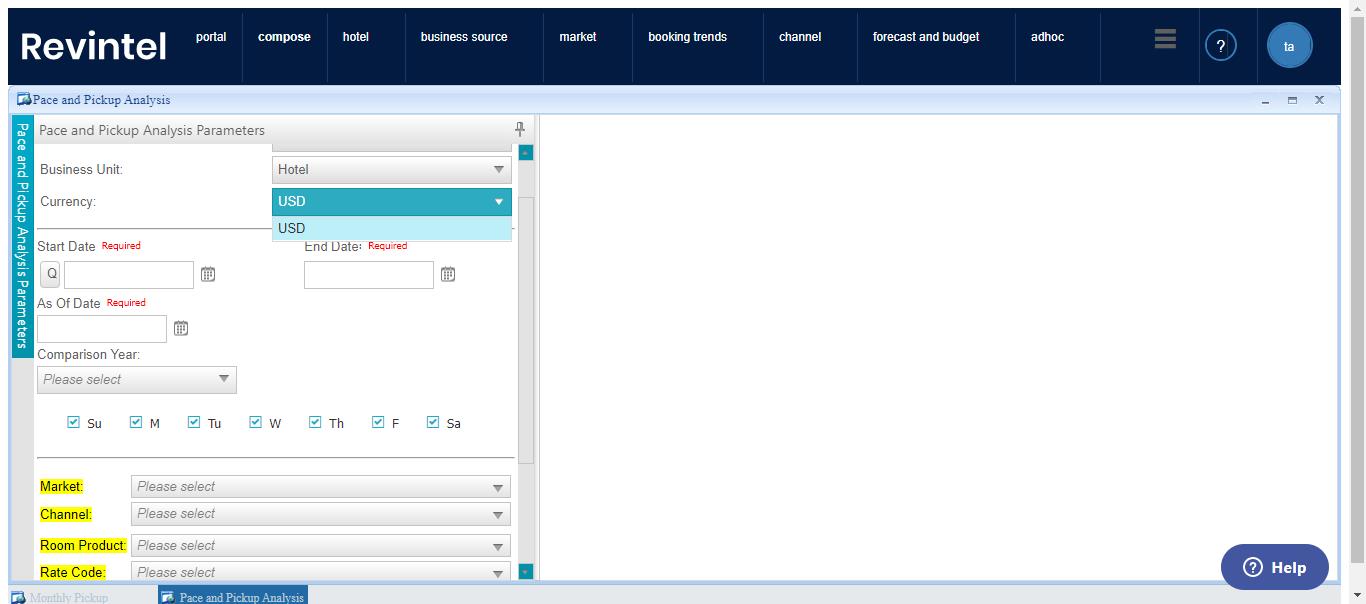 Revintel
portal
compose
hotel
business source
market
booking trends
channel
forecast and budget
adhoc
?
ta
Pace and Pickup Analysis
Pace and Pickup Analysis Parameters
Pace and Pickup Analysis Parameters
Business Unit:
Hotel
Currency:
USD
USD
Start Date Required
End Date: Required
Q
As Of Date Required
Comparison Year:
Please select
Su M Tu W Th F Sa
Market: Please select
Channel: Please select
Room Product: Please select
Rate Code: Please select
? Help
Monthly Pickup
Pace and Pickup Analysis